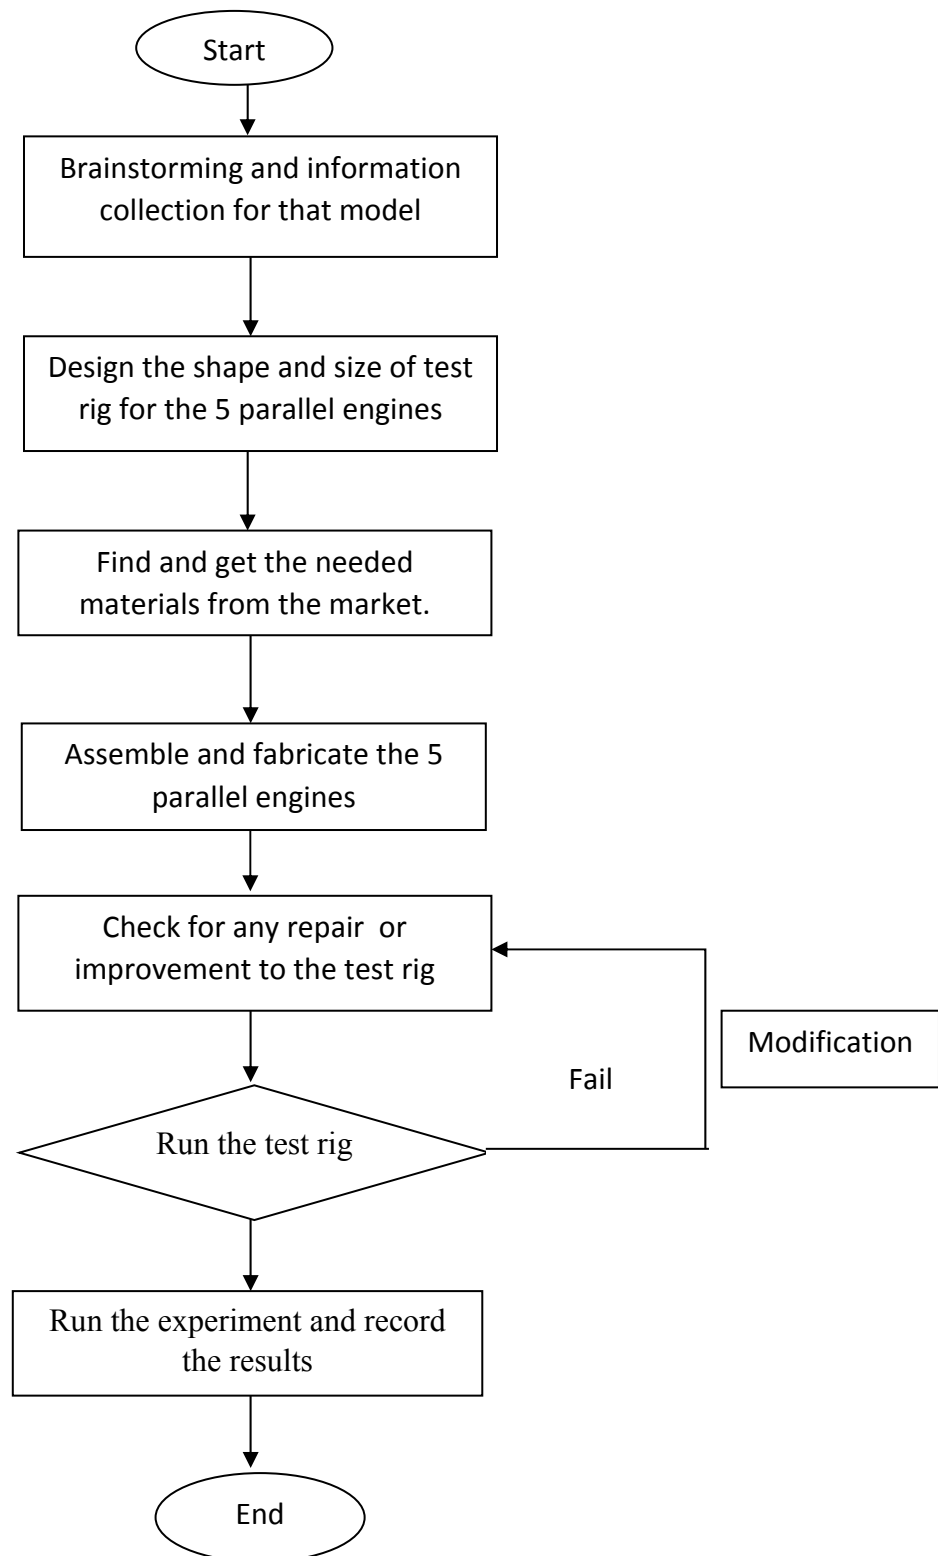 Start
Brainstorming and information
collection for that model
Design the shape and size of test
rig for the 5 parallel engines
Find and get the needed
materials from the market.
Assemble and fabricate the 5
parallel engines
Check for any repair  or
improvement to the test rig
Modification
Fail
Run the test rig
Run the experiment and record
the results
End